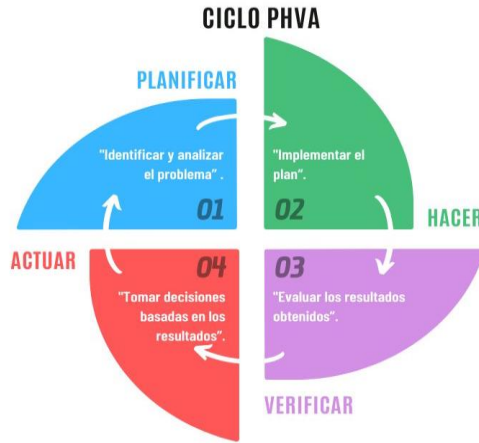 CICLO PHVA
PLANIFICAR
"Identificar y analizar
el problema" .
01
"Implementar el
plan".
02
HACER
03
"Evaluar los resultados
obtenidos".
VERIFICAR
ACTUAR
04
"Tomar decisiones
basadas en los
resultados".